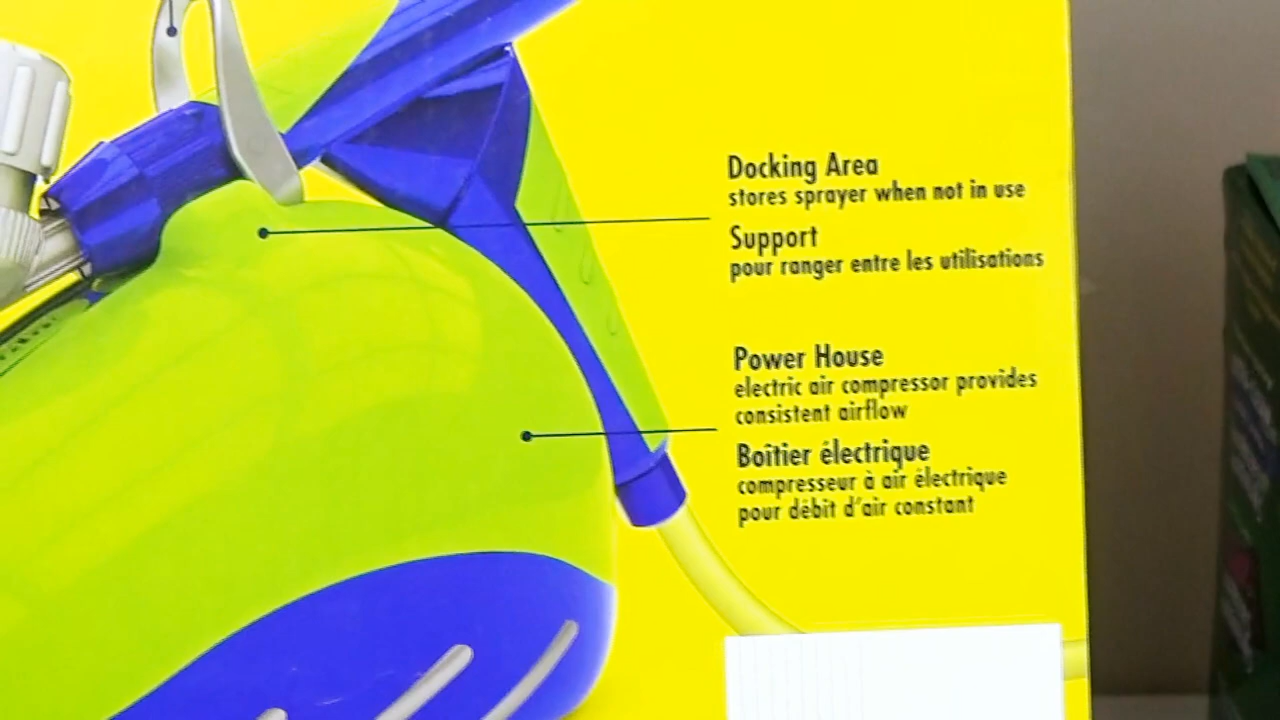 Docking Area
stores sprayer when not in use
Support
pour ranger entre les utilisations
Power House
electric air compressor provides
consistent airflow
Boîtier électrique
compresseur à air électrique
pour débit d'air constant